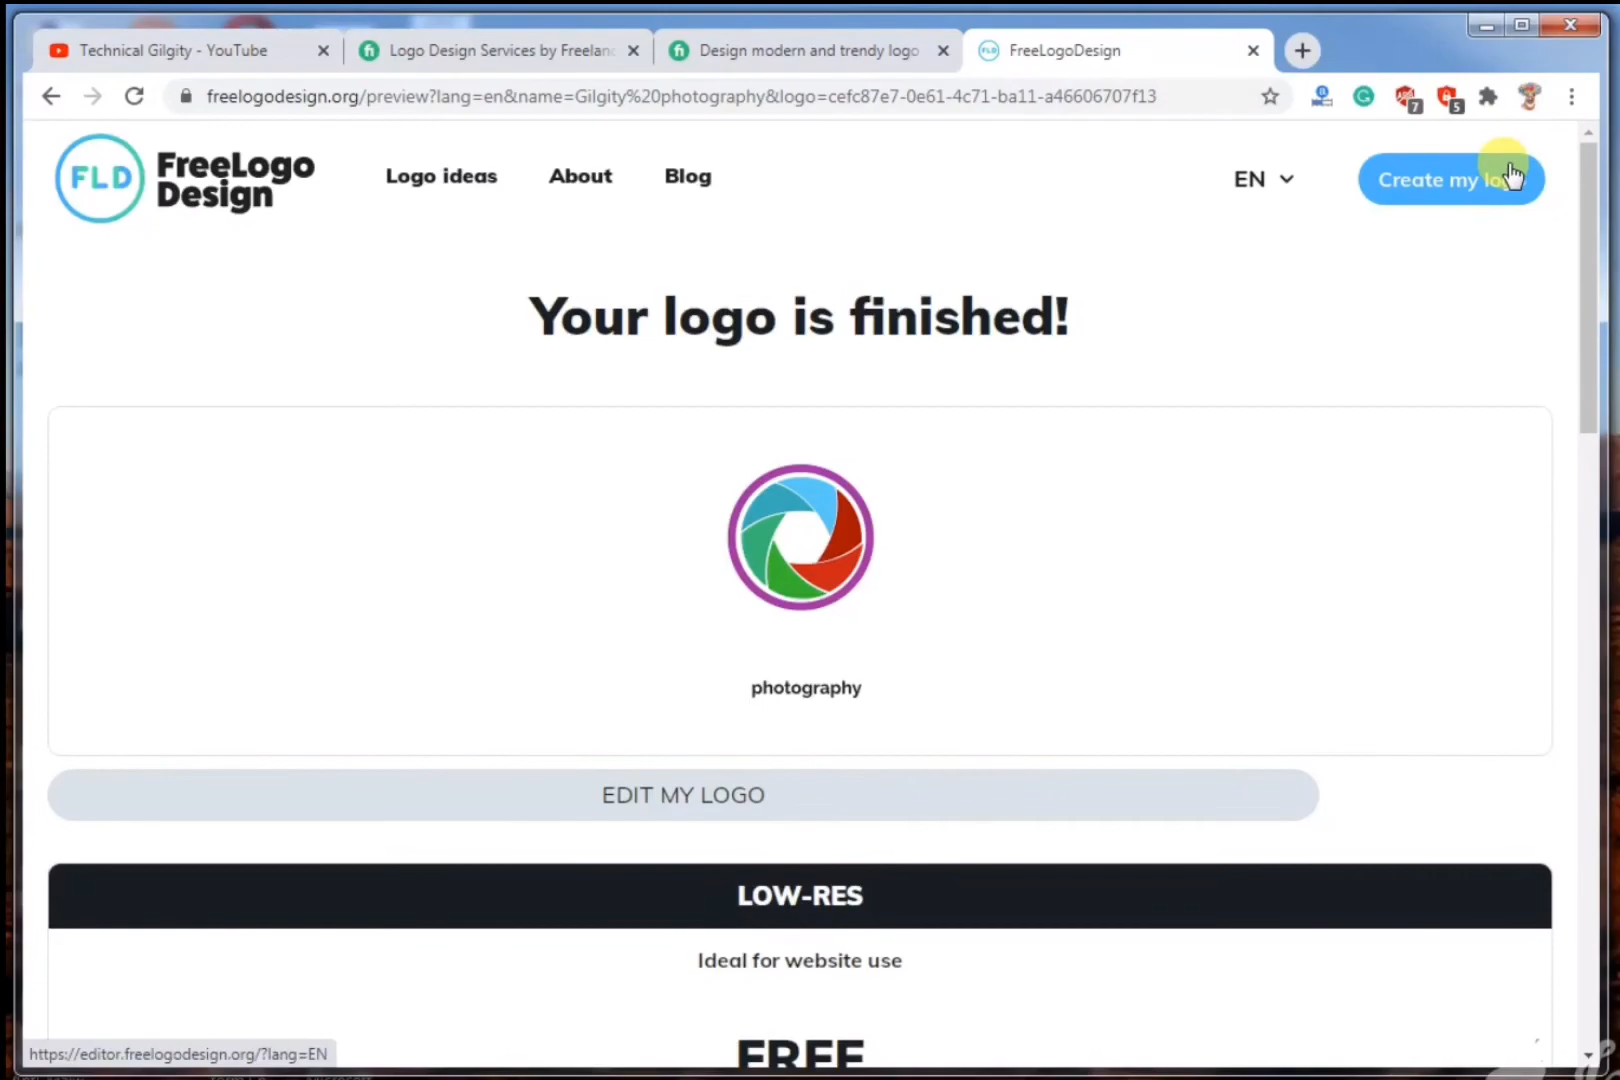 Technical Gilgity - YouTube
Logo Design Services by Freelanc
Design modern and trendy logo
FLD
FreeLogoDesign
freelogodesign.org/preview?lang=en&name=Gilgity%20photography&logo=cefc87e7-0e61-4c71-ba11-a46606707f13
7
5
FLD
FreeLogo
Design
Logo ideas
About
Blog
EN
Create my
Your logo is finished!
photography
EDIT MY LOGO
LOW-RES
Ideal for website use
FREE
https://editor.freelogodesign.org/?lang=EN